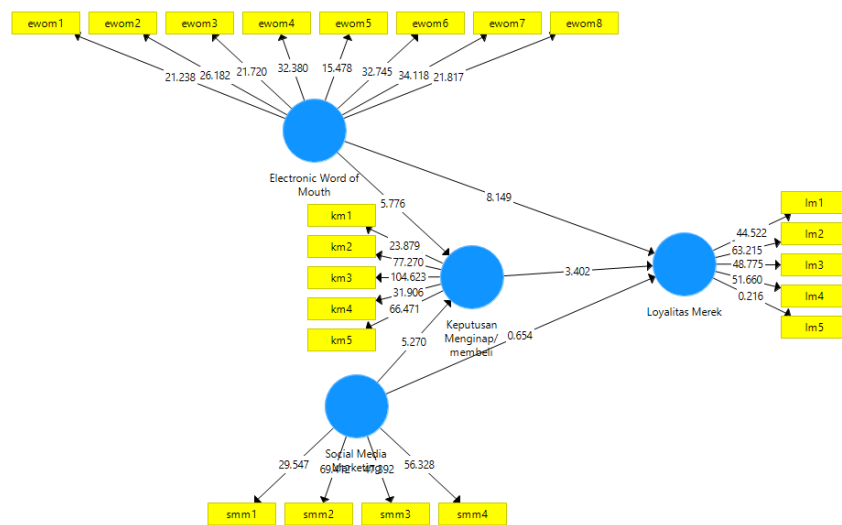 ewom1 ewom2 ewom3 ewom4 ewom5 ewom6 ewom7 ewom8
21.238 26.182 21.720 32.380 15.478 32.745 34.118 21.817
Electronic Word of
Mouth
5.776
8.149
km1
km2
km3
km4
km5
23.879
77.270
104.623
31.906
66.471
Keputusan
Menginap/
membeli
3.402
0.654
5.270
lm1
lm2
lm3
lm4
lm5
44.522
63.215
48.775
51.660
0.216
Loyalitas Merek
Social Media
Marketing
29.547 56.328
smm1 smm2 smm3 smm4